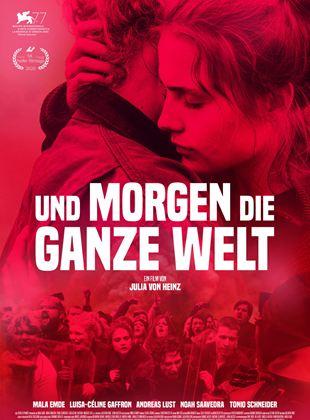 77
UND MORGEN DIE
GANZE WELT
EIN FILM VON
JULIA VON HEINZ
MALA EMDE LUISA-CÉLINE GAFFRON ANDREAS LUST NOAH SAAVEDRA TONIO SCHNEIDER